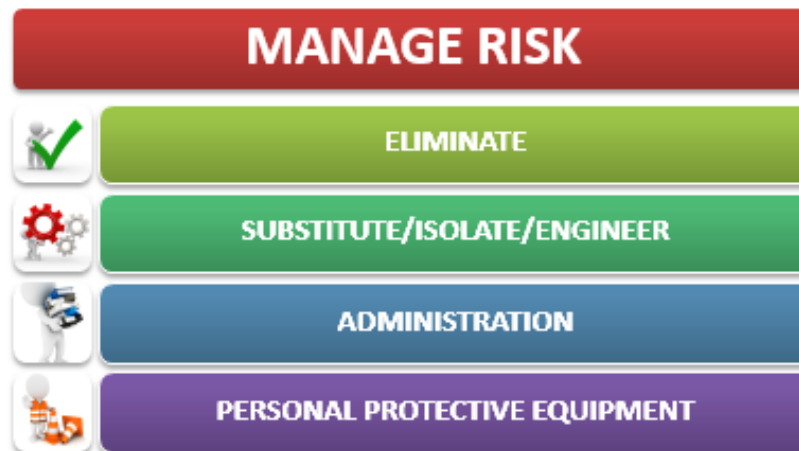 MANAGE RISK
ELIMINATE
SUBSTITUTE/ISOLATE/ENGINEER
ADMINISTRATION
PERSONAL PROTECTIVE EQUIPMENT